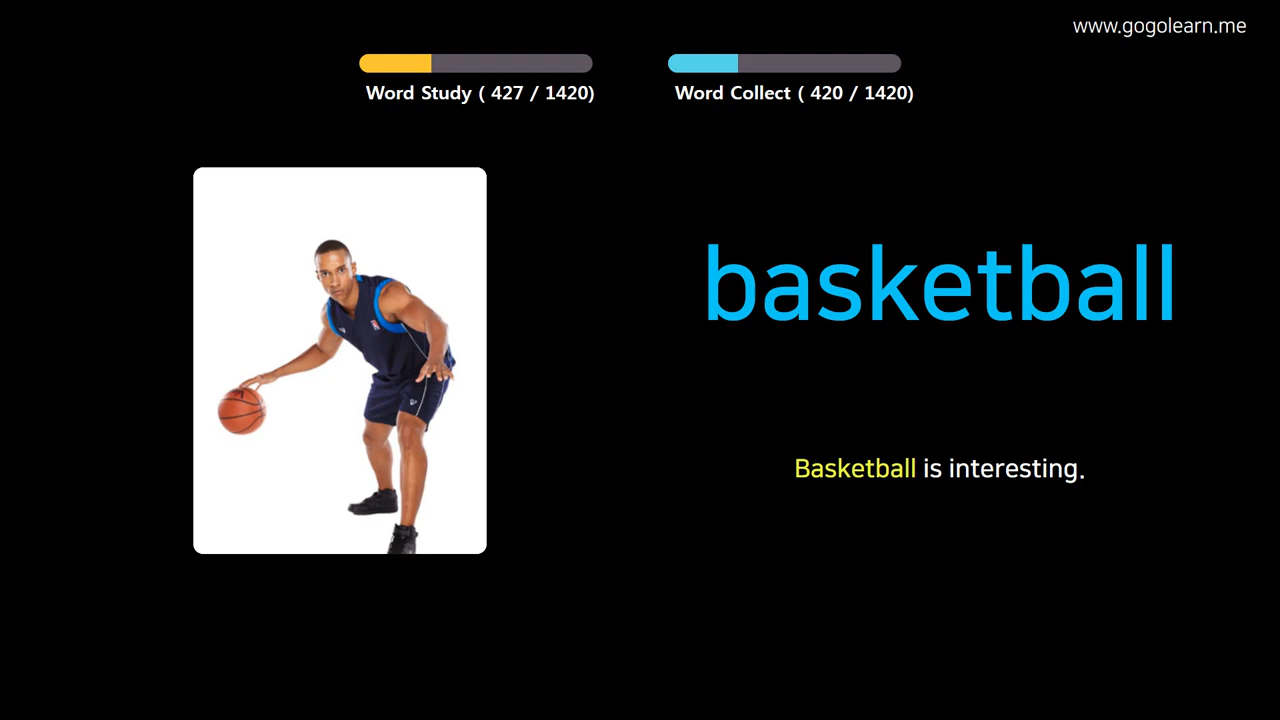 www.gogolearn.me
Word Study ( 427 / 1420)
Word Collect ( 420 / 1420)
basketball
Basketball is interesting.